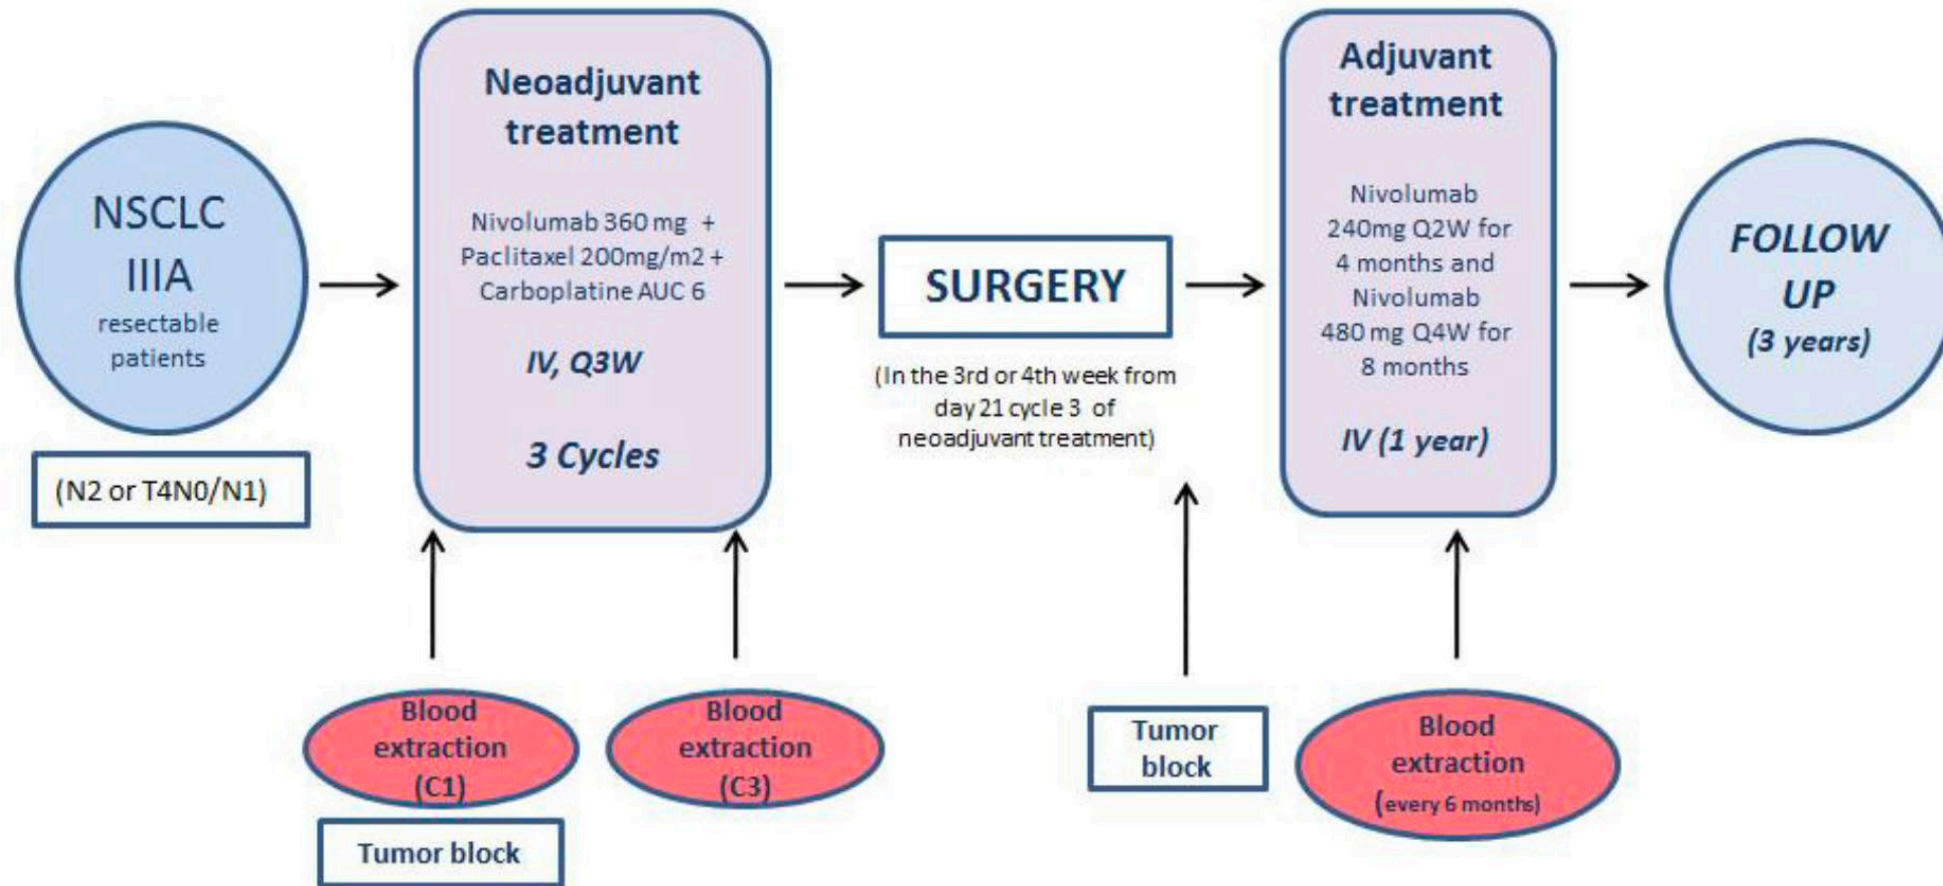 NSCLC
IIIA
resectable
patients
(N2 or T4N0/N1)
Neoadjuvant
treatment
Nivolumab 360 mg +
Paclitaxel 200mg/m2 +
Carboplatine AUC 6
IV, Q3W
3 Cycles
SURGERY
(In the 3rd or 4th week from
day 21 cycle 3 of
neoadjuvant treatment)
Adjuvant
treatment
Nivolumab
240mg Q2W for
4 months and
Nivolumab
480 mg Q4W for
8 months
IV (1 year)
FOLLOW
UP
(3 years)
Blood
extraction
(C1)
Tumor block
Blood
extraction
(C3)
Tumor
block
Blood
extraction
(every 6 months)